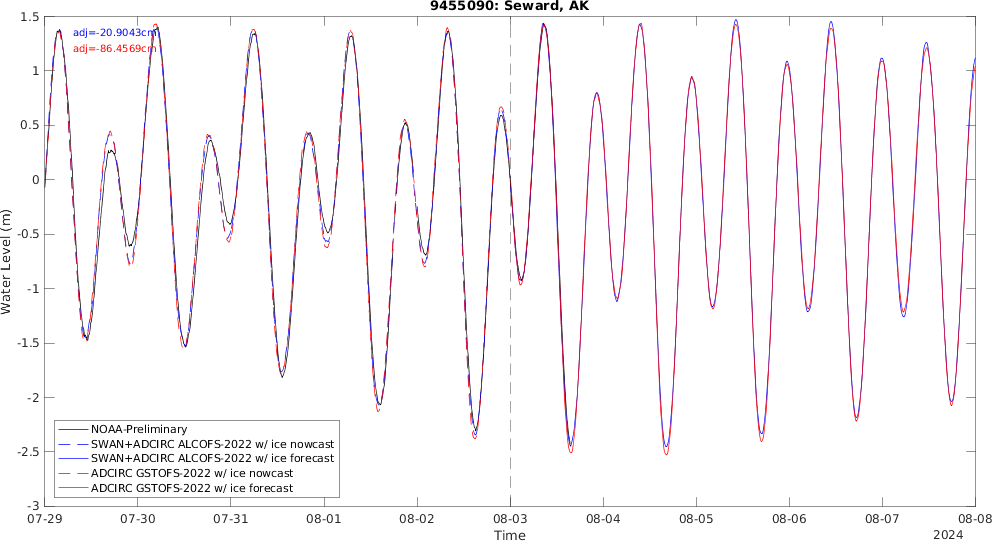 9455090: Seward, AK
adj=-20.9043cm
adj=-86.4569cm
1.5
1
0.5
0
-0.5
-1
-1.5
-2
-2.5
-3
Water Level (m)
NOAA-Preliminary
SWAN+ADCIRC ALCOFS-2022 w/ ice nowcast
SWAN+ADCIRC ALCOFS-2022 w/ ice forecast
ADCIRC GSTOFS-2022 w/ ice nowcast
ADCIRC GSTOFS-2022 w/ ice forecast
07-29 07-30 07-31 08-01 08-02 08-03 08-04 08-05 08-06 08-07 08-08
Time
2024